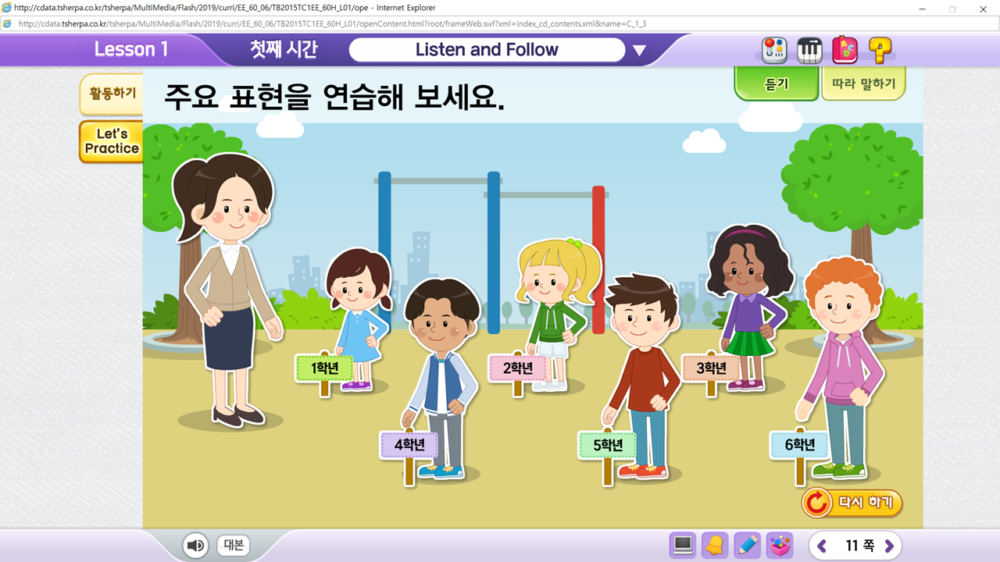 http://cdata.tsherpa.co.kr/tsherpa/MultiMedia/Flash/2019/curri/EE_60_06/TB2015TC1EE_60H_L01/ope - Internet Explorer
http://cdata.tsherpa.co.kr/tsherpa/MultiMedia/Flash/2019/curri/EE_60_06/TB2015TC1EE_60H_L01/openContent.html?root/frameWeb.swf?xml=index_cd_contents.xml&name=C_1_3
Lesson 1 첫째 시간 Listen and Follow
활동하기
Let's
Practice
주요 표현을 연습해 보세요.
듣기 따라 말하기
1학년 2학년 3학년
4학년 5학년 6학년
다시 하기
대본
11 쪽